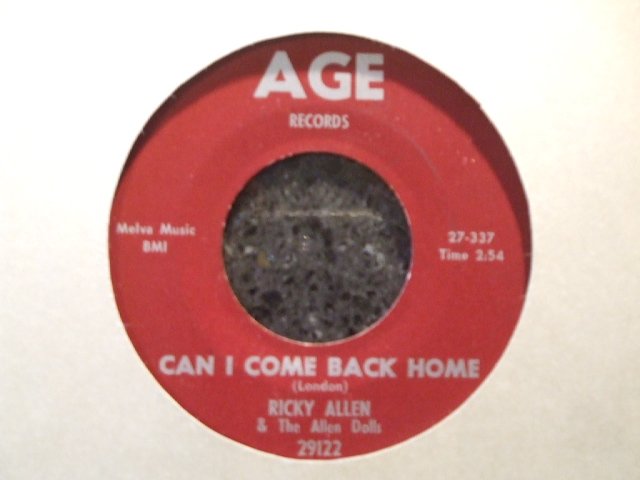 AGE
RECORDS
Melva Music
BMI
27-337
Time 2:54
CAN I COME BACK HOME
(London)
RICKY ALLEN
& The Allen Dolls
29122